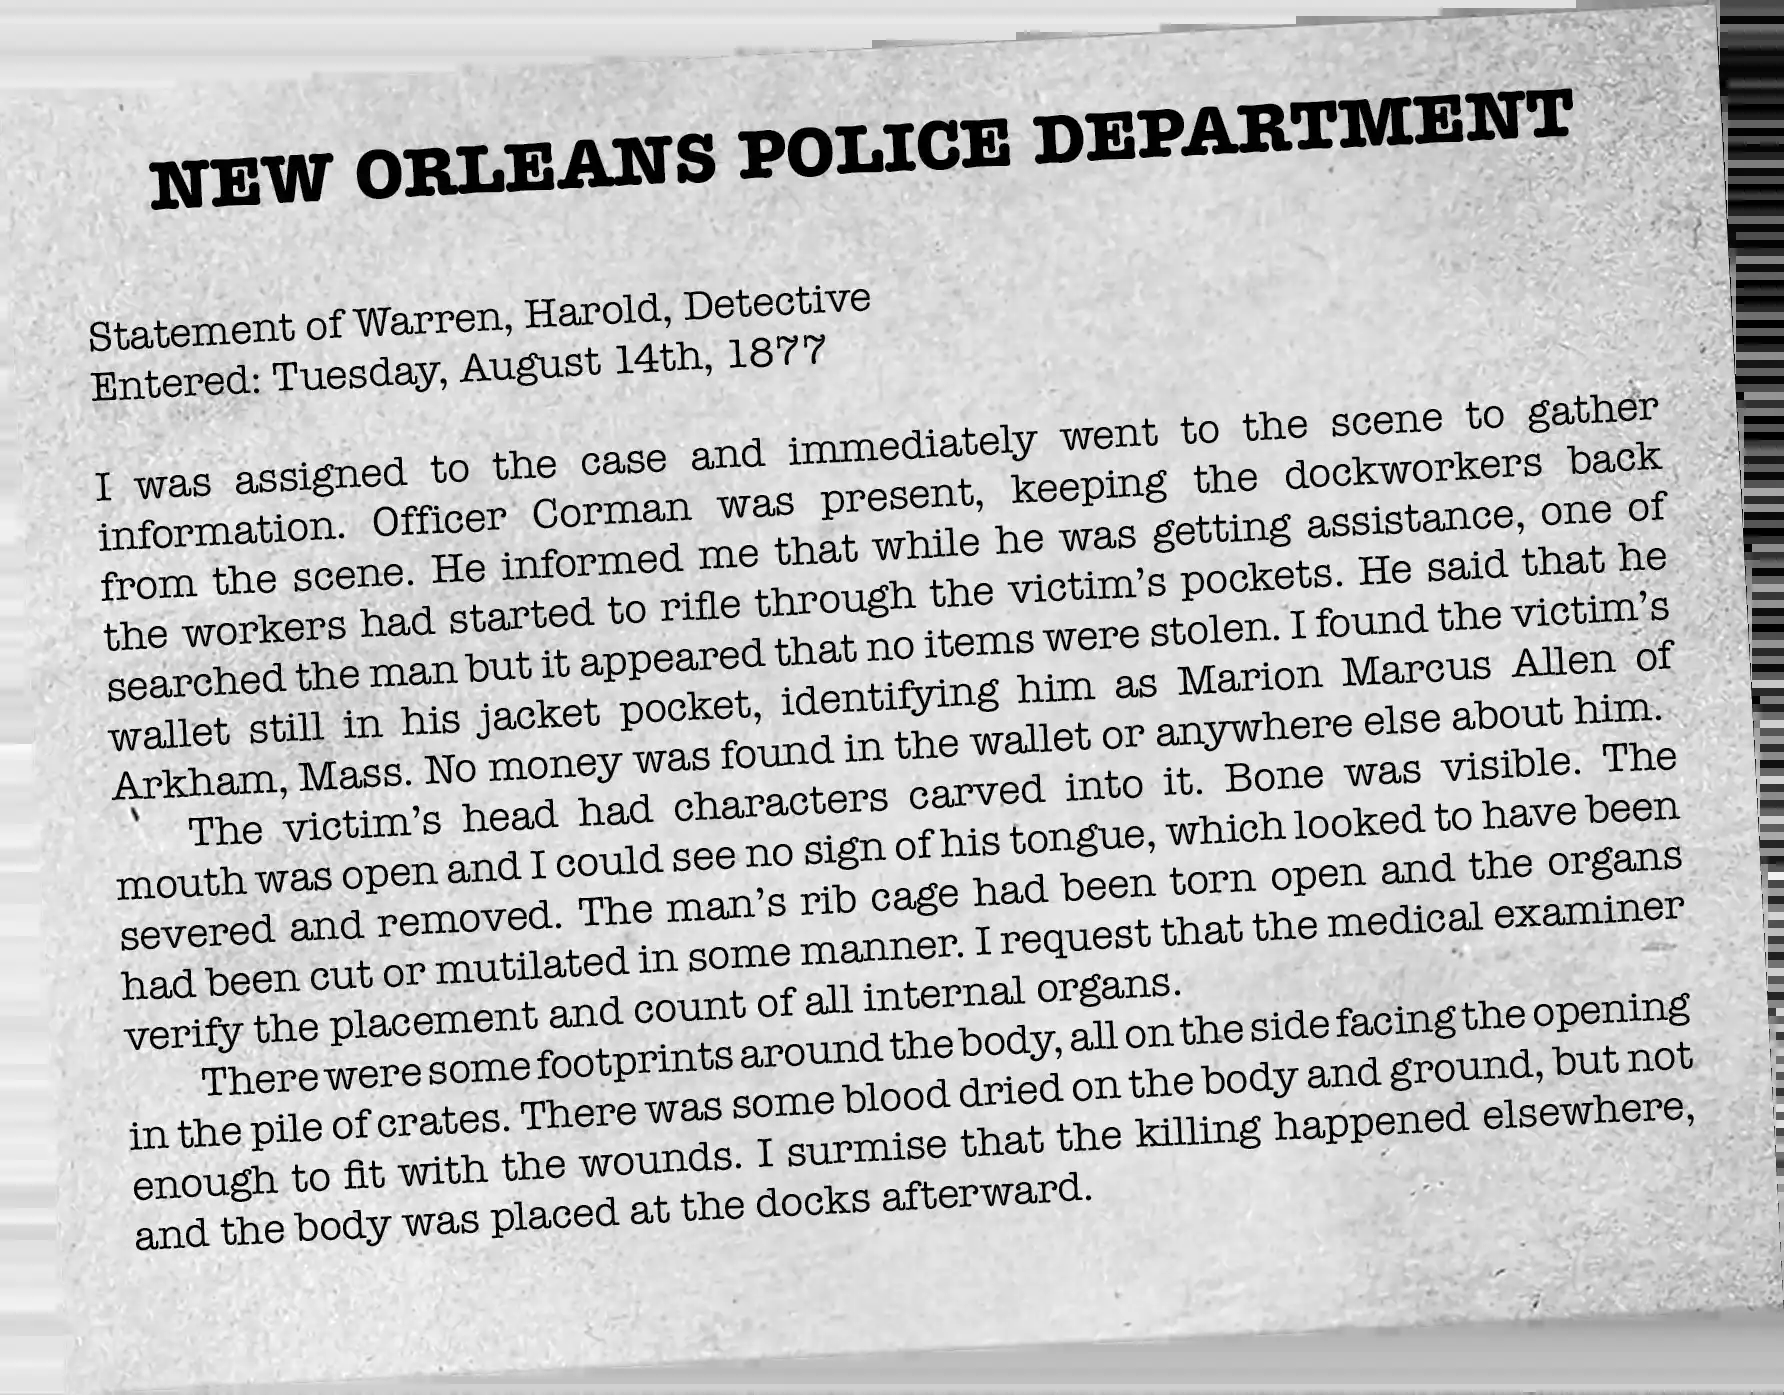 NEW ORLEANS POLICE DEPARTMENT
Statement of Warren, Harold, Detective
Entered: Tuesday, August 14th, 1877
I was assigned to the case and immediately went to the scene to gather
information. Officer Corman was present, keeping the dockworkers back
from the scene. He informed me that while he was getting assistance, one of
the workers had started to rifle through the victim's pockets. He said that he
searched the man but it appeared that no items were stolen. I found the victim's
wallet still in his jacket pocket, identifying him as Marion Marcus Allen of
Arkham, Mass. No money was found in the wallet or anywhere else about him.
The victim's head had characters carved into it. Bone was visible. The
mouth was open and I could see no sign of his tongue, which looked to have been
severed and removed. The man's rib cage had been torn open and the organs
had been cut or mutilated in some manner. I request that the medical examiner
verify the placement and count of all internal organs.
There were some footprints around the body, all on the side facing the opening
in the pile of crates. There was some blood dried on the body and ground, but not
enough to fit with the wounds. I surmise that the killing happened elsewhere,
and the body was placed at the docks afterward.